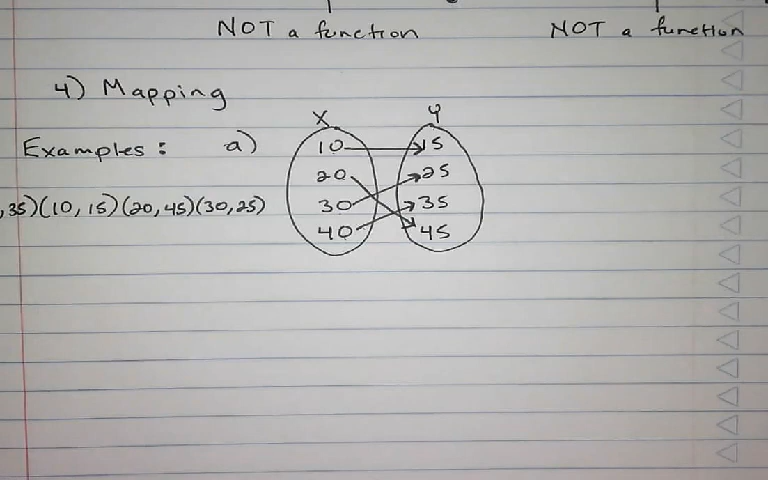 NOT a function NOT a function
4) Mapping
X Y
Examples : a) 10 15
20 25
,35)(10,15)(20,45)(30,25) 30 35
40 45